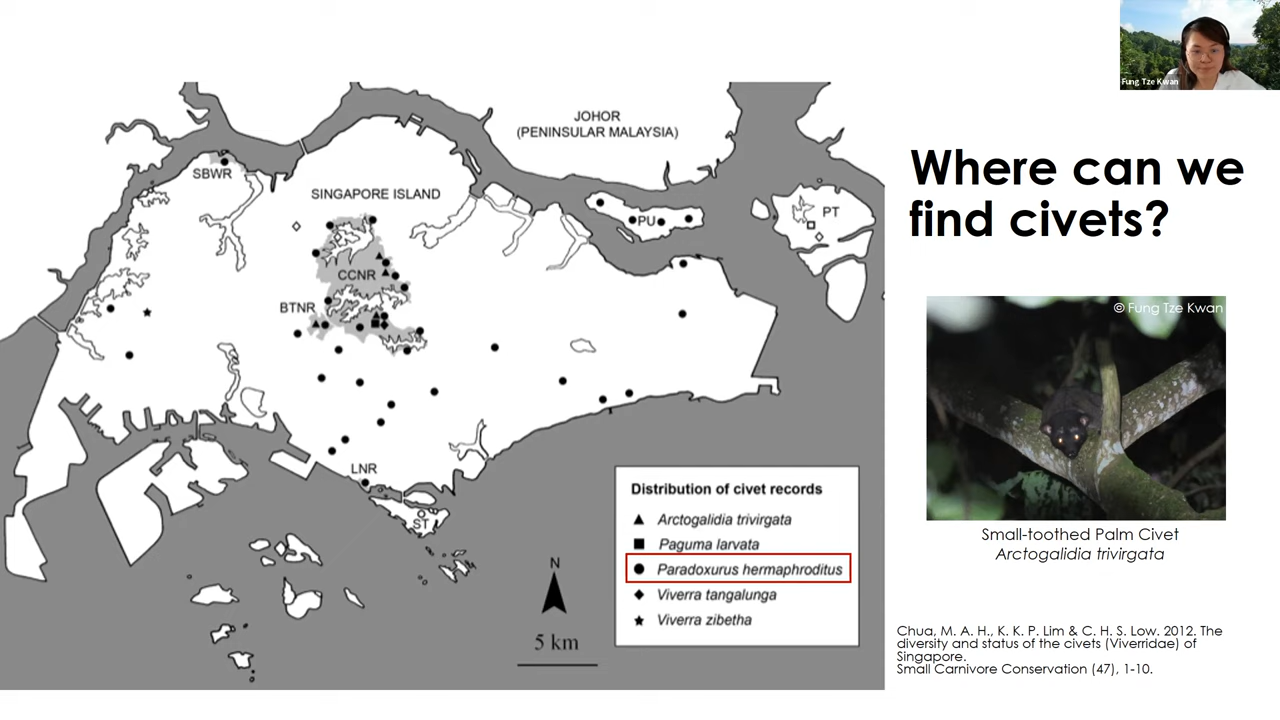 Fung Tze Kwan
Where can we
find civets?
JOHOR
(PENINSULAR MALAYSIA)
SBWR
SINGAPORE ISLAND
PU
PT
CCNR
BTNR
LNR
ST
Distribution of civet records
Arctogalidia trivirgata
Paguma larvata
Paradoxurus hermaphroditus
Viverra tangalunga
Viverra zibetha
N
5 km
© Fung Tze Kwan
Small-toothed Palm Civet
Arctogalidia trivirgata
Chua, M. A. H., K. K. P. Lim & C. H. S. Low. 2012. The
diversity and status of the civets (Viverridae) of
Singapore.
Small Carnivore Conservation (47), 1-10.